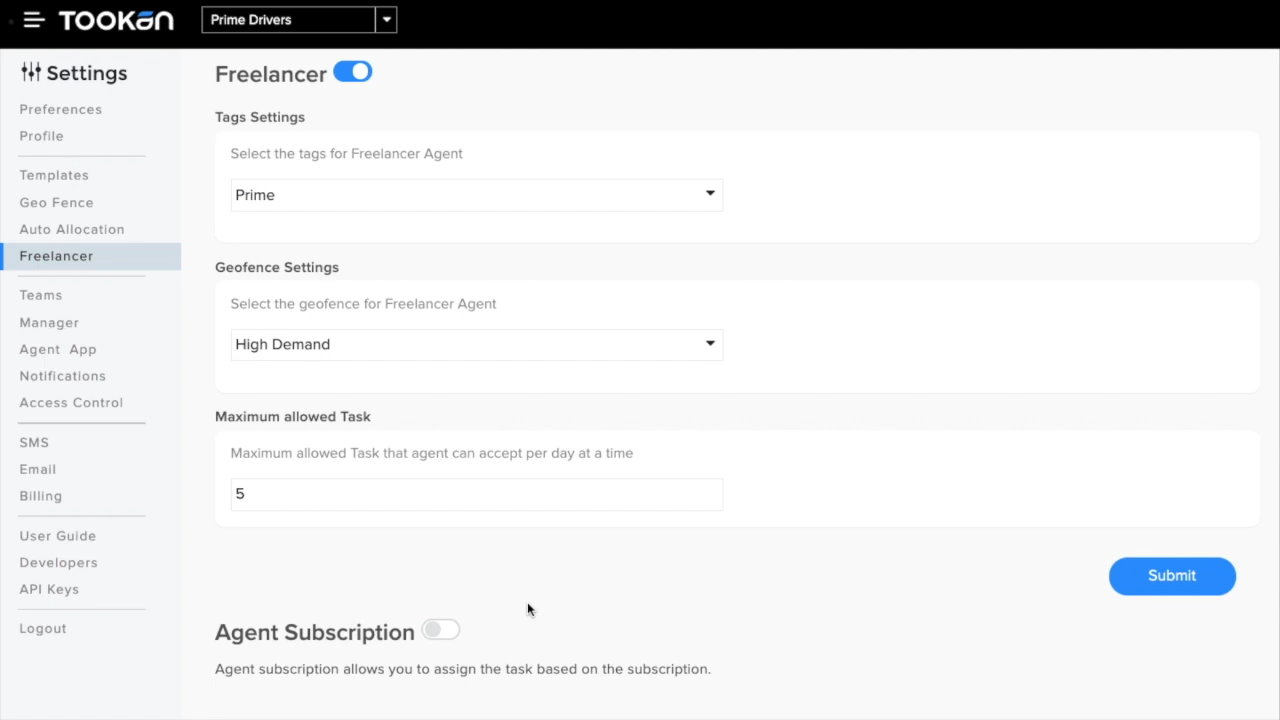 TOOKAN
Prime Drivers
Settings
Preferences
Profile
Templates
Geo Fence
Auto Allocation
Freelancer
Teams
Manager
Agent App
Notifications
Access Control
SMS
Email
Billing
User Guide
Developers
API Keys
Logout
Freelancer
Tags Settings
Select the tags for Freelancer Agent
Prime
Geofence Settings
Select the geofence for Freelancer Agent
High Demand
Maximum allowed Task
Maximum allowed Task that agent can accept per day at a time
5
Submit
Agent Subscription
Agent subscription allows you to assign the task based on the subscription.